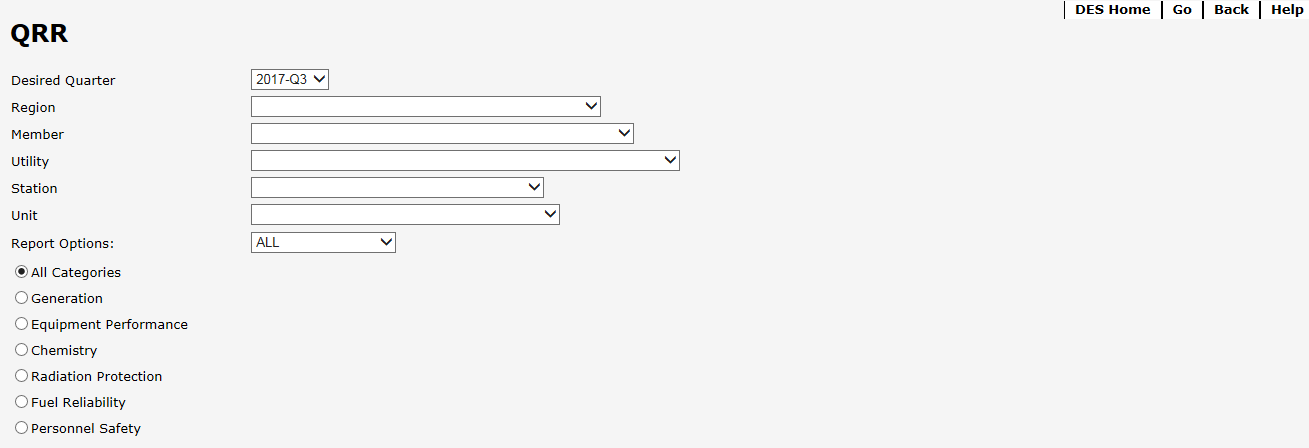 DES Home | Go | Back | Help
QRR
Desired Quarter 2017-Q3
Region
Member
Utility
Station
Unit
Report Options: ALL
All Categories
Generation
Equipment Performance
Chemistry
Radiation Protection
Fuel Reliability
Personnel Safety